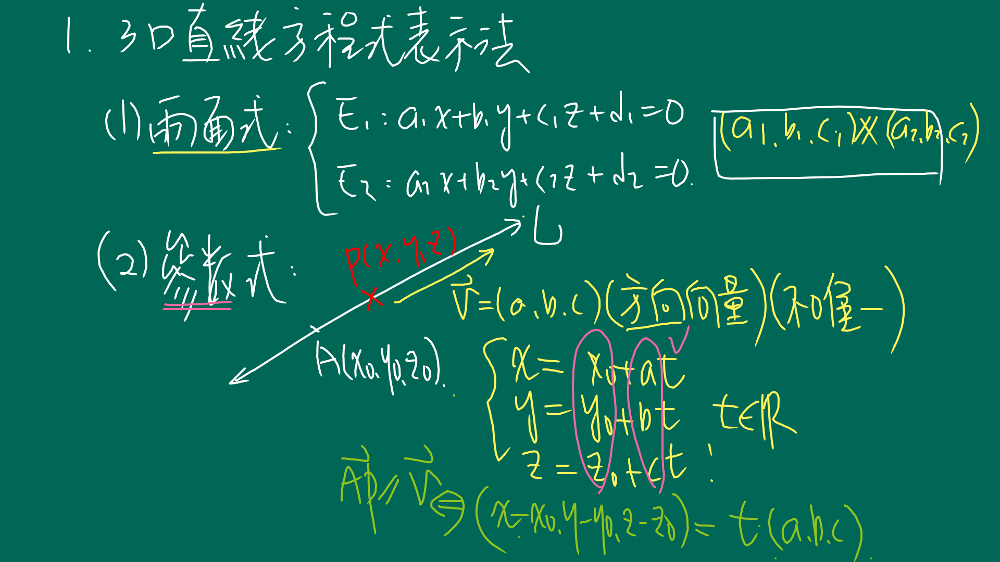 1. 3D直線方程式表示法
(1)兩面式: E₁: a₁x+b₁y+c₁z+d₁=0
(a₁,b₁,c₁)×(a₂,b₂,c₂)
E₂: a₂x+b₂y+c₂z+d₂=0.
(2)參數式:
L
P(x,y,z)
v⃗=(a,b,c)(方向向量)(不唯一)
A(x₀,y₀,z₀).
x=x₀+at
y=y₀+bt t∈ℝ
z=z₀+ct !
AP⃗ // v⃗ ⇔ (x-x₀,y-y₀,z-z₀)=t(a,b,c)